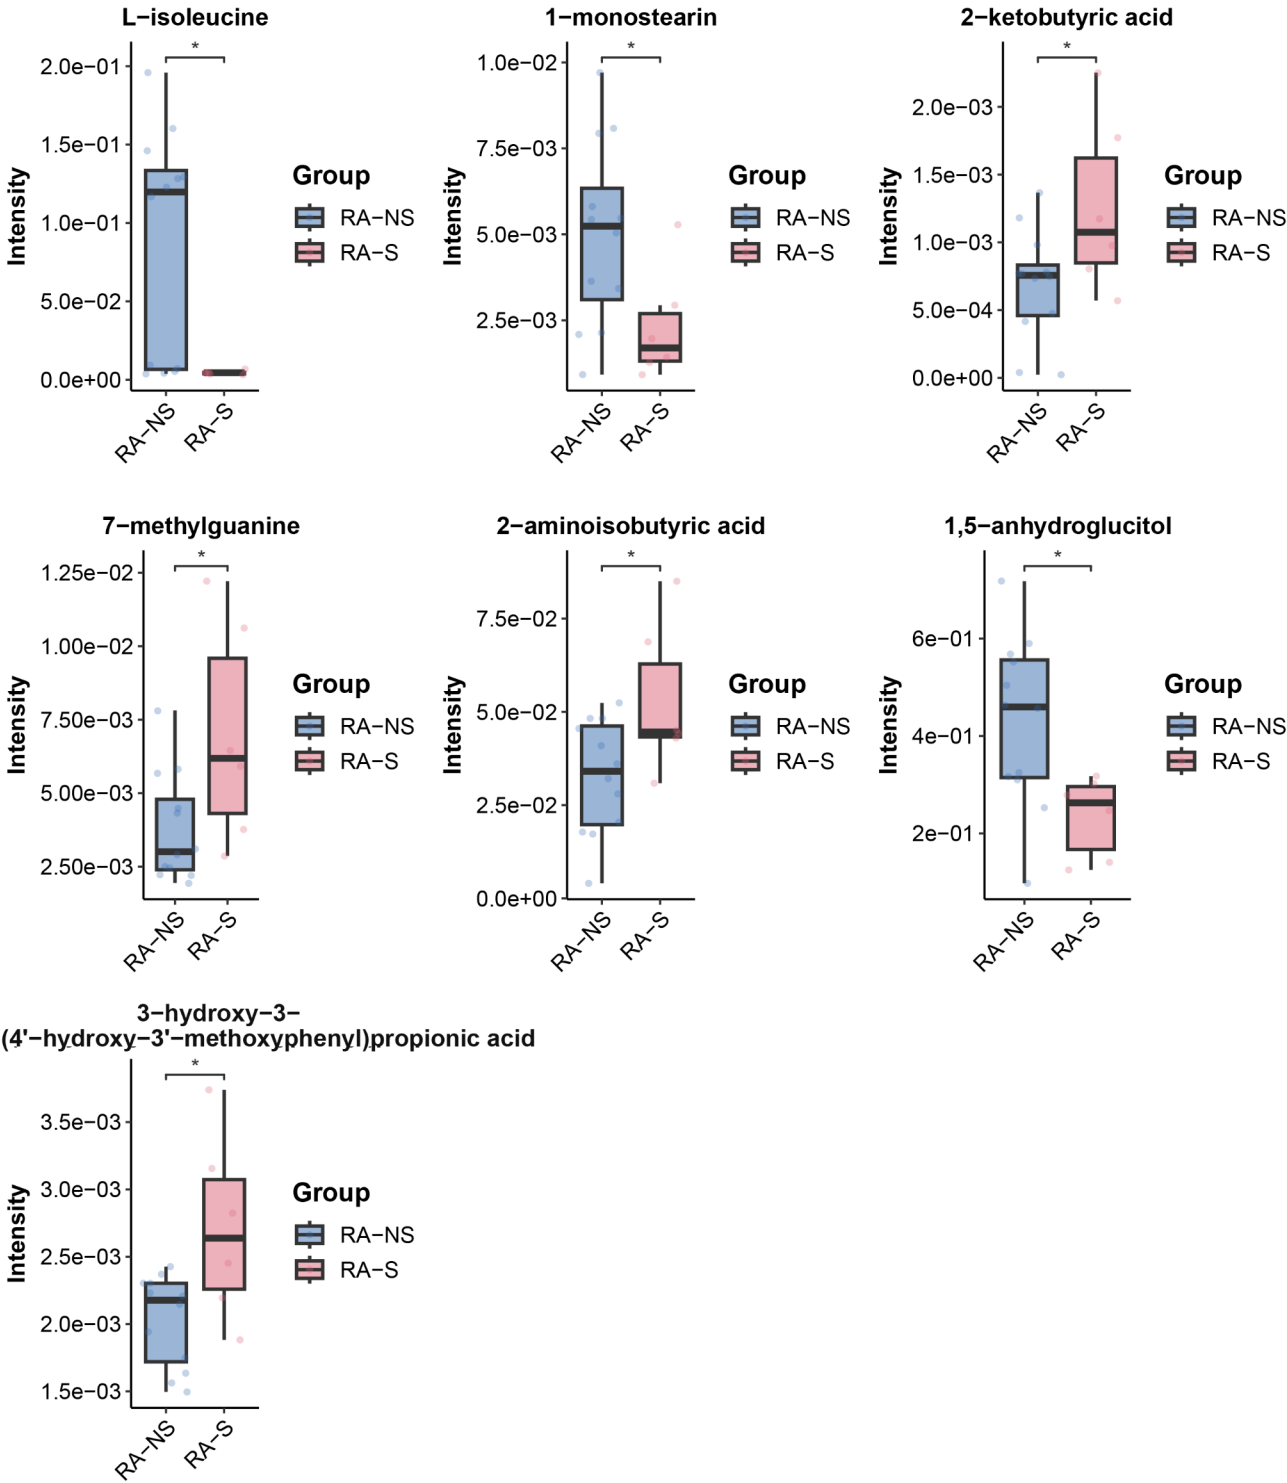 L−isoleucine
*
2.0e−01
1.5e−01
1.0e−01
5.0e−02
0.0e+00
Intensity
RA−NS
RA−S
Group
RA−NS
RA−S
1−monostearin
*
1.0e−02
7.5e−03
5.0e−03
2.5e−03
Intensity
RA−NS
RA−S
Group
RA−NS
RA−S
2−ketobutyric acid
*
2.0e−03
1.5e−03
1.0e−03
5.0e−04
0.0e+00
Intensity
RA−NS
RA−S
Group
RA−NS
RA−S
7−methylguanine
*
1.25e−02
1.00e−02
7.50e−03
5.00e−03
2.50e−03
Intensity
RA−NS
RA−S
Group
RA−NS
RA−S
2−aminoisobutyric acid
*
7.5e−02
5.0e−02
2.5e−02
0.0e+00
Intensity
RA−NS
RA−S
Group
RA−NS
RA−S
1,5−anhydroglucitol
*
6e−01
4e−01
2e−01
Intensity
RA−NS
RA−S
Group
RA−NS
RA−S
3−hydroxy−3−
(4'−hydroxy−3'−methoxyphenyl)propionic acid
*
3.5e−03
3.0e−03
2.5e−03
2.0e−03
1.5e−03
Intensity
RA−NS
RA−S
Group
RA−NS
RA−S